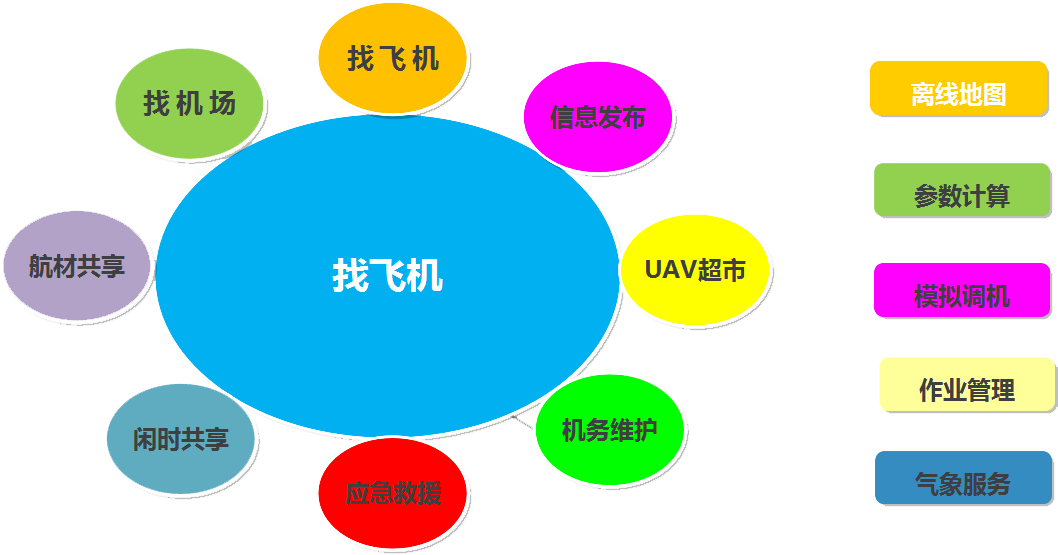 找 飞 机
找 机 场
信息发布
航材共享
找飞机
UAV超市
闲时共享
机务维护
应急救援
离线地图
参数计算
模拟调机
作业管理
气象服务